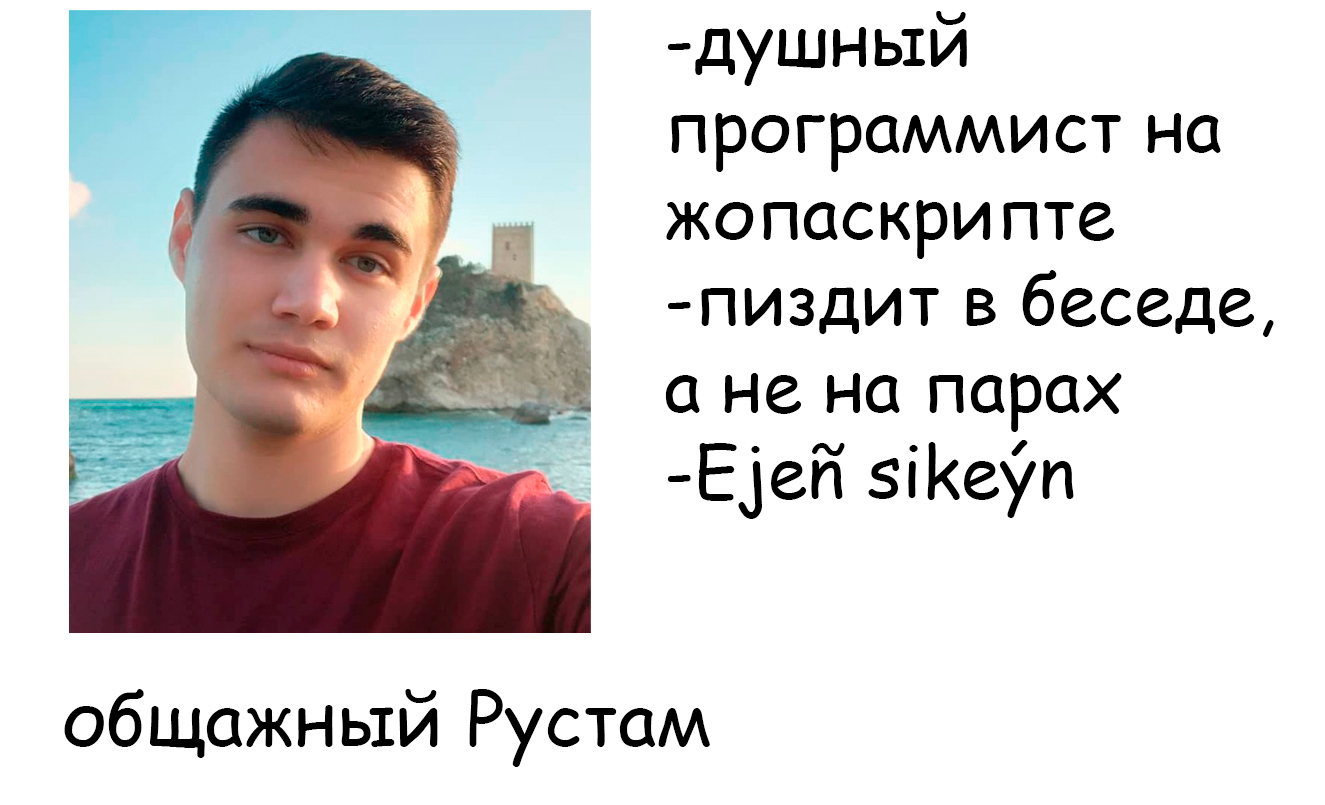 -душный
программист на
жопаскрипте
-пиздит в беседе,
а не на парах
-Ejeñ sikeýn
общажный Рустам